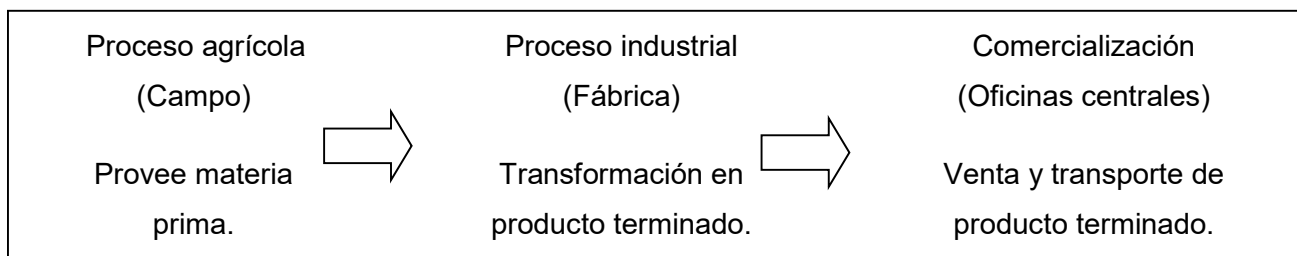 Proceso agrícola
(Campo)
Provee materia
prima.
Proceso industrial
(Fábrica)
Transformación en
producto terminado.
Comercialización
(Oficinas centrales)
Venta y transporte de
producto terminado.